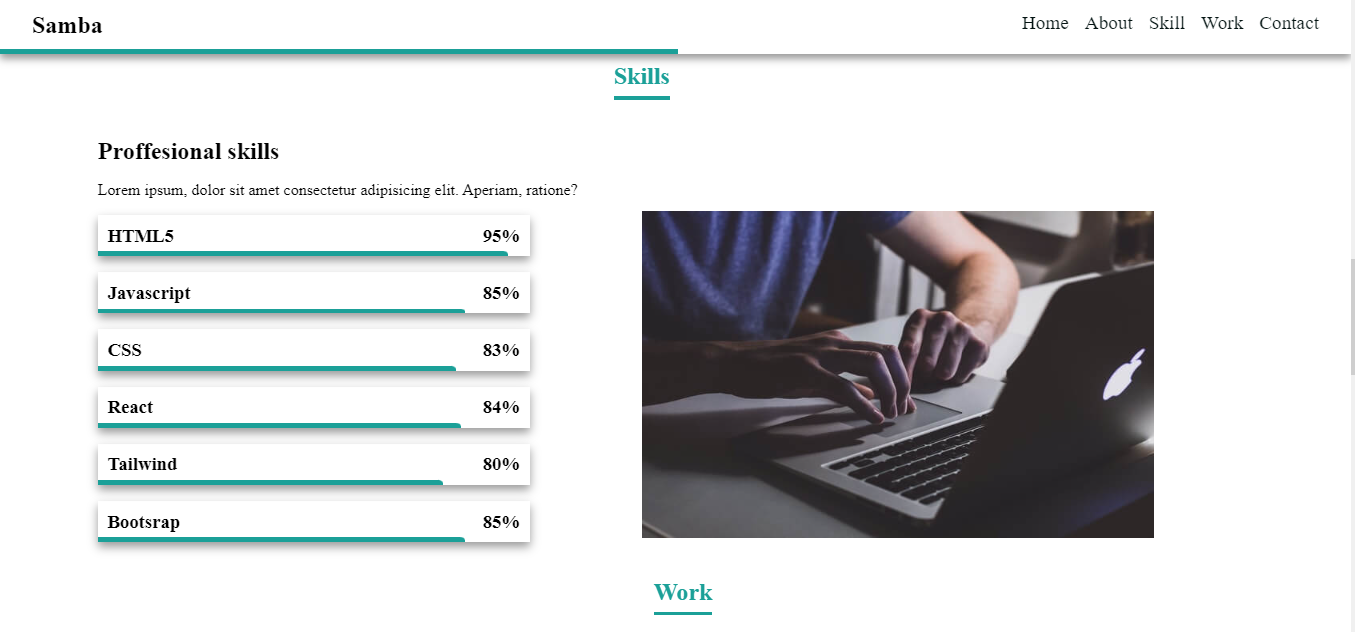 Samba
Home About Skill Work Contact
Skills
Proffesional skills
Lorem ipsum, dolor sit amet consectetur adipisicing elit. Aperiam, ratione?
HTML5 95%
Javascript 85%
CSS 83%
React 84%
Tailwind 80%
Bootsrap 85%
Work